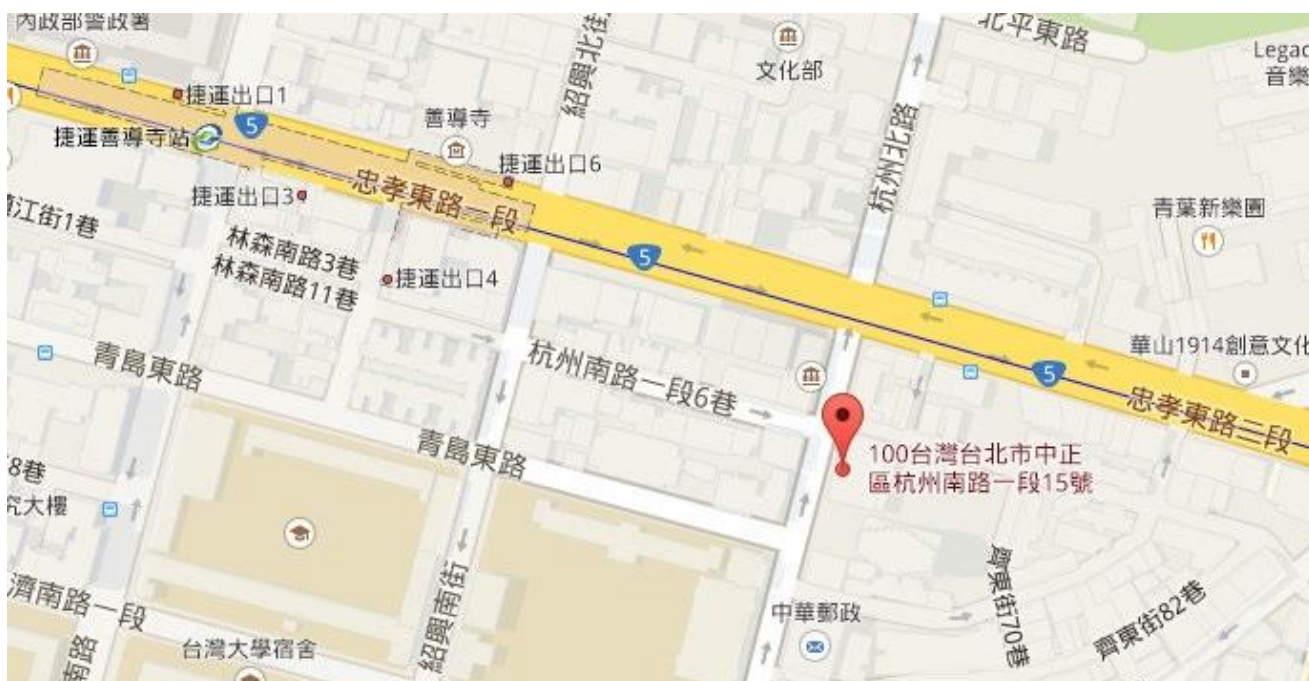 內政部警政署
北平東路
Legac
音樂
紹興北街
文化部
捷運出口1
5
善導寺
捷運善導寺站
杭州北路
捷運出口6
忠孝東路一段
捷運出口3
江街1巷
青葉新樂園
林森南路3巷
林森南路11巷
5
捷運出口4
華山1914創意文化
青島東路
杭州南路一段6巷
5
忠孝東路二段
青島東路
100台灣台北市中正
區杭州南路一段15號
8巷
究大樓
齊東街70巷
齊東街82巷
紹興南街
濟南路一段
中華郵政
台灣大學宿舍
南路